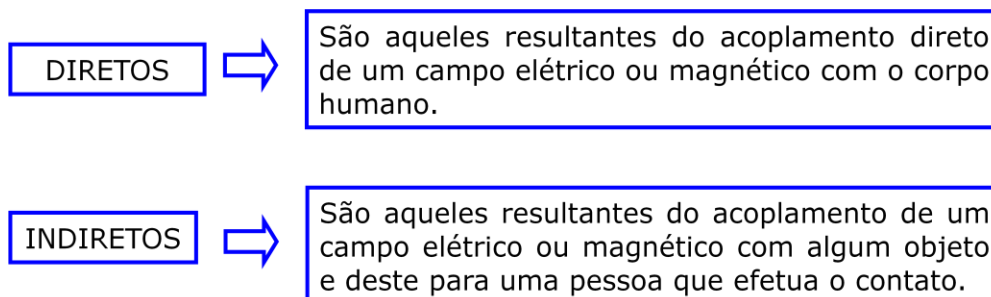 DIRETOS
São aqueles resultantes do acoplamento direto
de um campo elétrico ou magnético com o corpo
humano.
INDIRETOS
São aqueles resultantes do acoplamento de um
campo elétrico ou magnético com algum objeto
e deste para uma pessoa que efetua o contato.